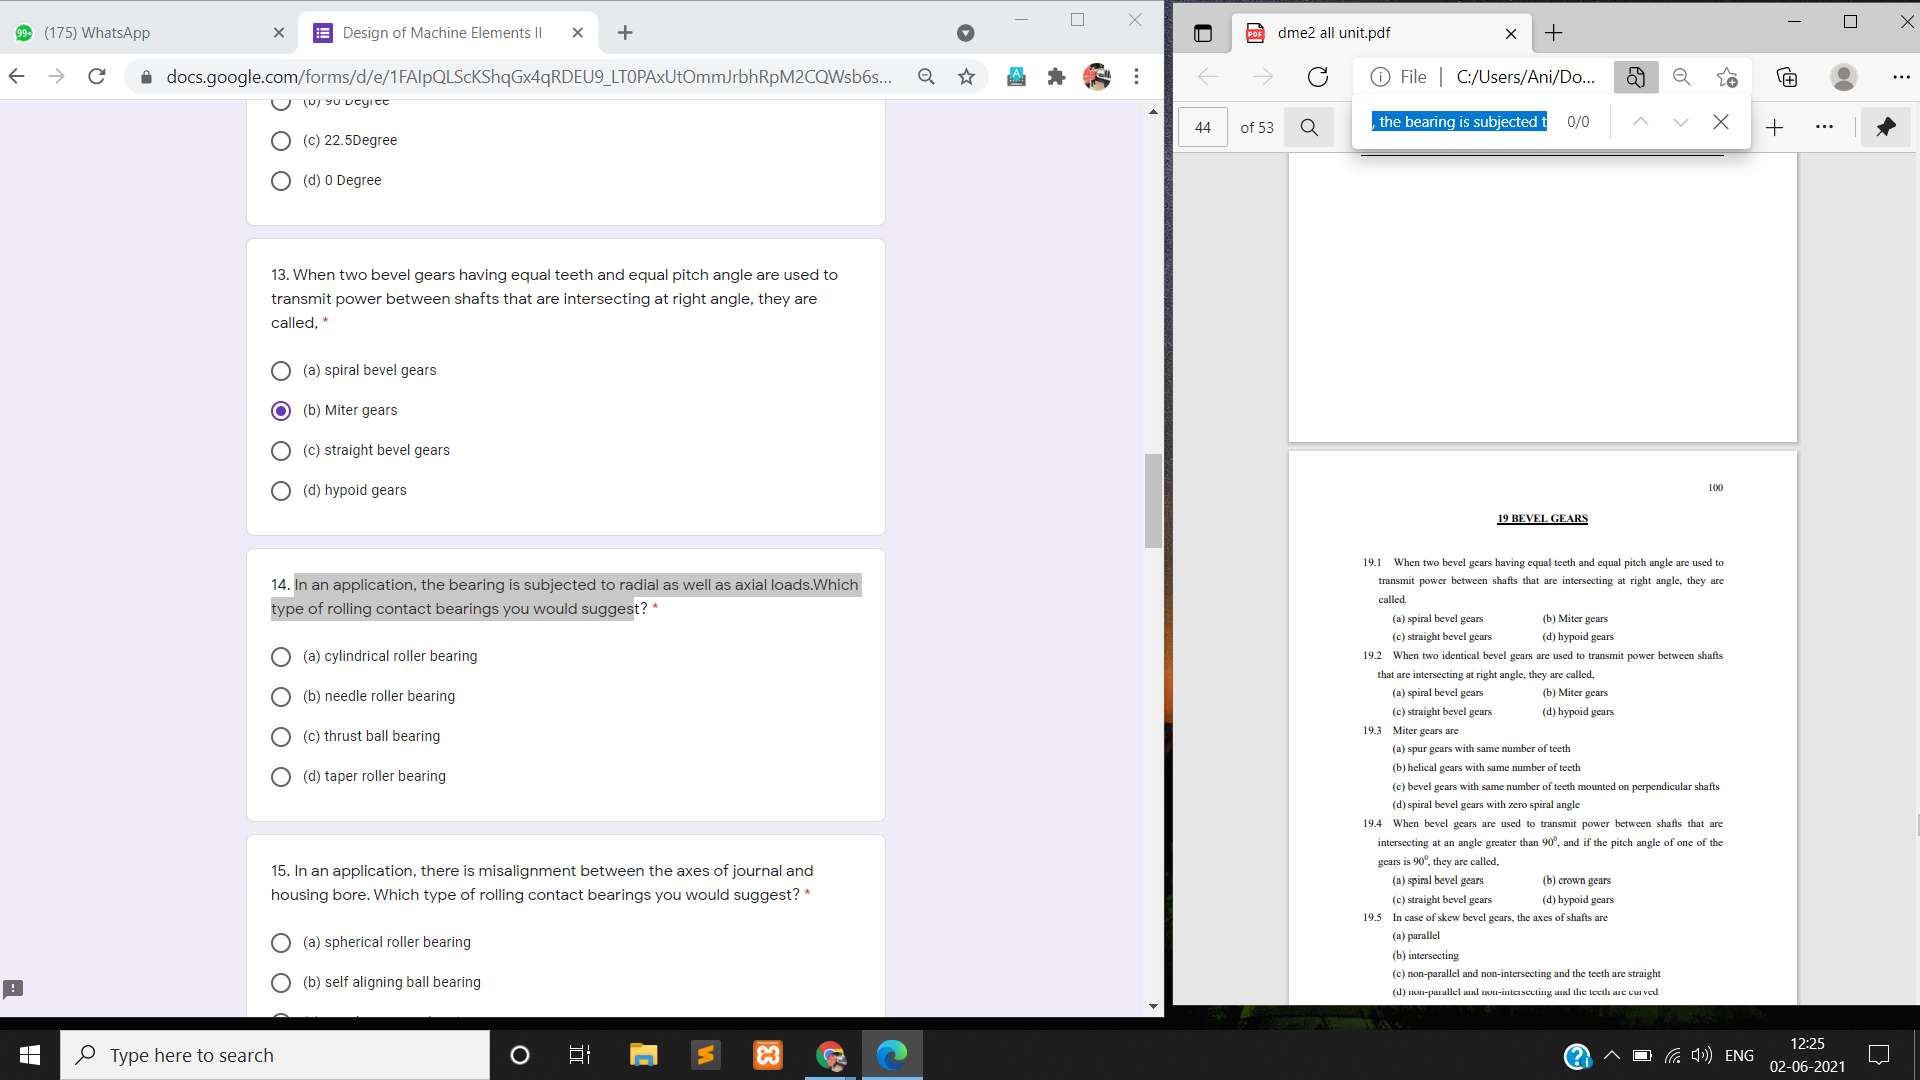 99+ (175) WhatsApp
Design of Machine Elements II
docs.google.com/forms/d/e/1FAIpQLScKShqGx4qRDEU9_LT0PAxUtOmmJrbhRpM2CQWsb6s...
(b) 90 Degree
(c) 22.5Degree
(d) 0 Degree
13. When two bevel gears having equal teeth and equal pitch angle are used to
transmit power between shafts that are intersecting at right angle, they are
called, *
(a) spiral bevel gears
(b) Miter gears
(c) straight bevel gears
(d) hypoid gears
14. In an application, the bearing is subjected to radial as well as axial loads.Which
type of rolling contact bearings you would suggest? *
(a) cylindrical roller bearing
(b) needle roller bearing
(c) thrust ball bearing
(d) taper roller bearing
15. In an application, there is misalignment between the axes of journal and
housing bore. Which type of rolling contact bearings you would suggest? *
(a) spherical roller bearing
(b) self aligning ball bearing
PDF dme2 all unit.pdf
File C:/Users/Ani/Do...
44 of 53
, the bearing is subjected t 0/0
100
19 BEVEL GEARS
19.1 When two bevel gears having equal teeth and equal pitch angle are used to
transmit power between shafts that are intersecting at right angle, they are
called.
(a) spiral bevel gears (b) Miter gears
(c) straight bevel gears (d) hypoid gears
19.2 When two identical bevel gears are used to transmit power between shafts
that are intersecting at right angle, they are called,
(a) spiral bevel gears (b) Miter gears
(c) straight bevel gears (d) hypoid gears
19.3 Miter gears are
(a) spur gears with same number of teeth
(b) helical gears with same number of teeth
(c) bevel gears with same number of teeth mounted on perpendicular shafts
(d) spiral bevel gears with zero spiral angle
19.4 When bevel gears are used to transmit power between shafts that are
intersecting at an angle greater than 90⁰, and if the pitch angle of one of the
gears is 90⁰, they are called,
(a) spiral bevel gears (b) crown gears
(c) straight bevel gears (d) hypoid gears
19.5 In case of skew bevel gears, the axes of shafts are
(a) parallel
(b) intersecting
(c) non-parallel and non-intersecting and the teeth are straight
(d) non-parallel and non-intersecting and the teeth are curved
Type here to search
ENG
12:25
02-06-2021